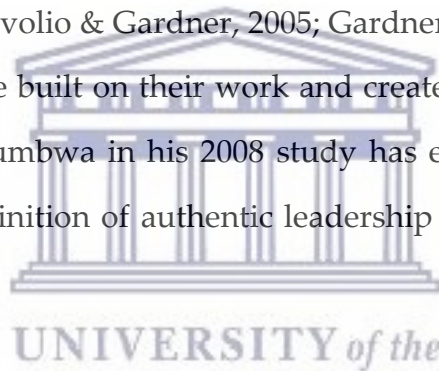 volio & Gardner, 2005; Gardner
e built on their work and create
umbwa in his 2008 study has e
inition of authentic leadership
UNIVERSITY of the